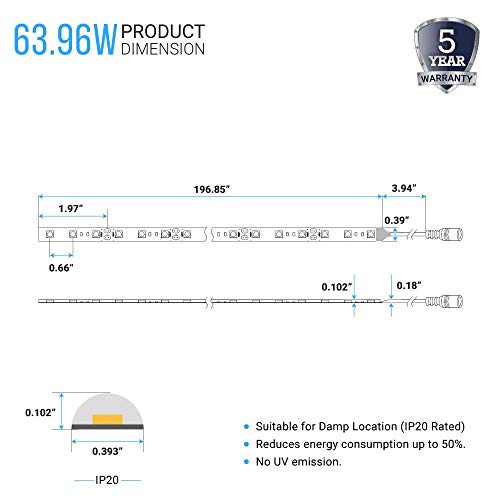 63.96W PRODUCT DIMENSION
5
YEAR
WARRANTY
196.85"
3.94"
1.97"
0.39"
0.66"
0.102"
0.18"
0.102"
0.393"
IP20
• Suitable for Damp Location (IP20 Rated)
• Reduces energy consumption up to 50%.
• No UV emission.